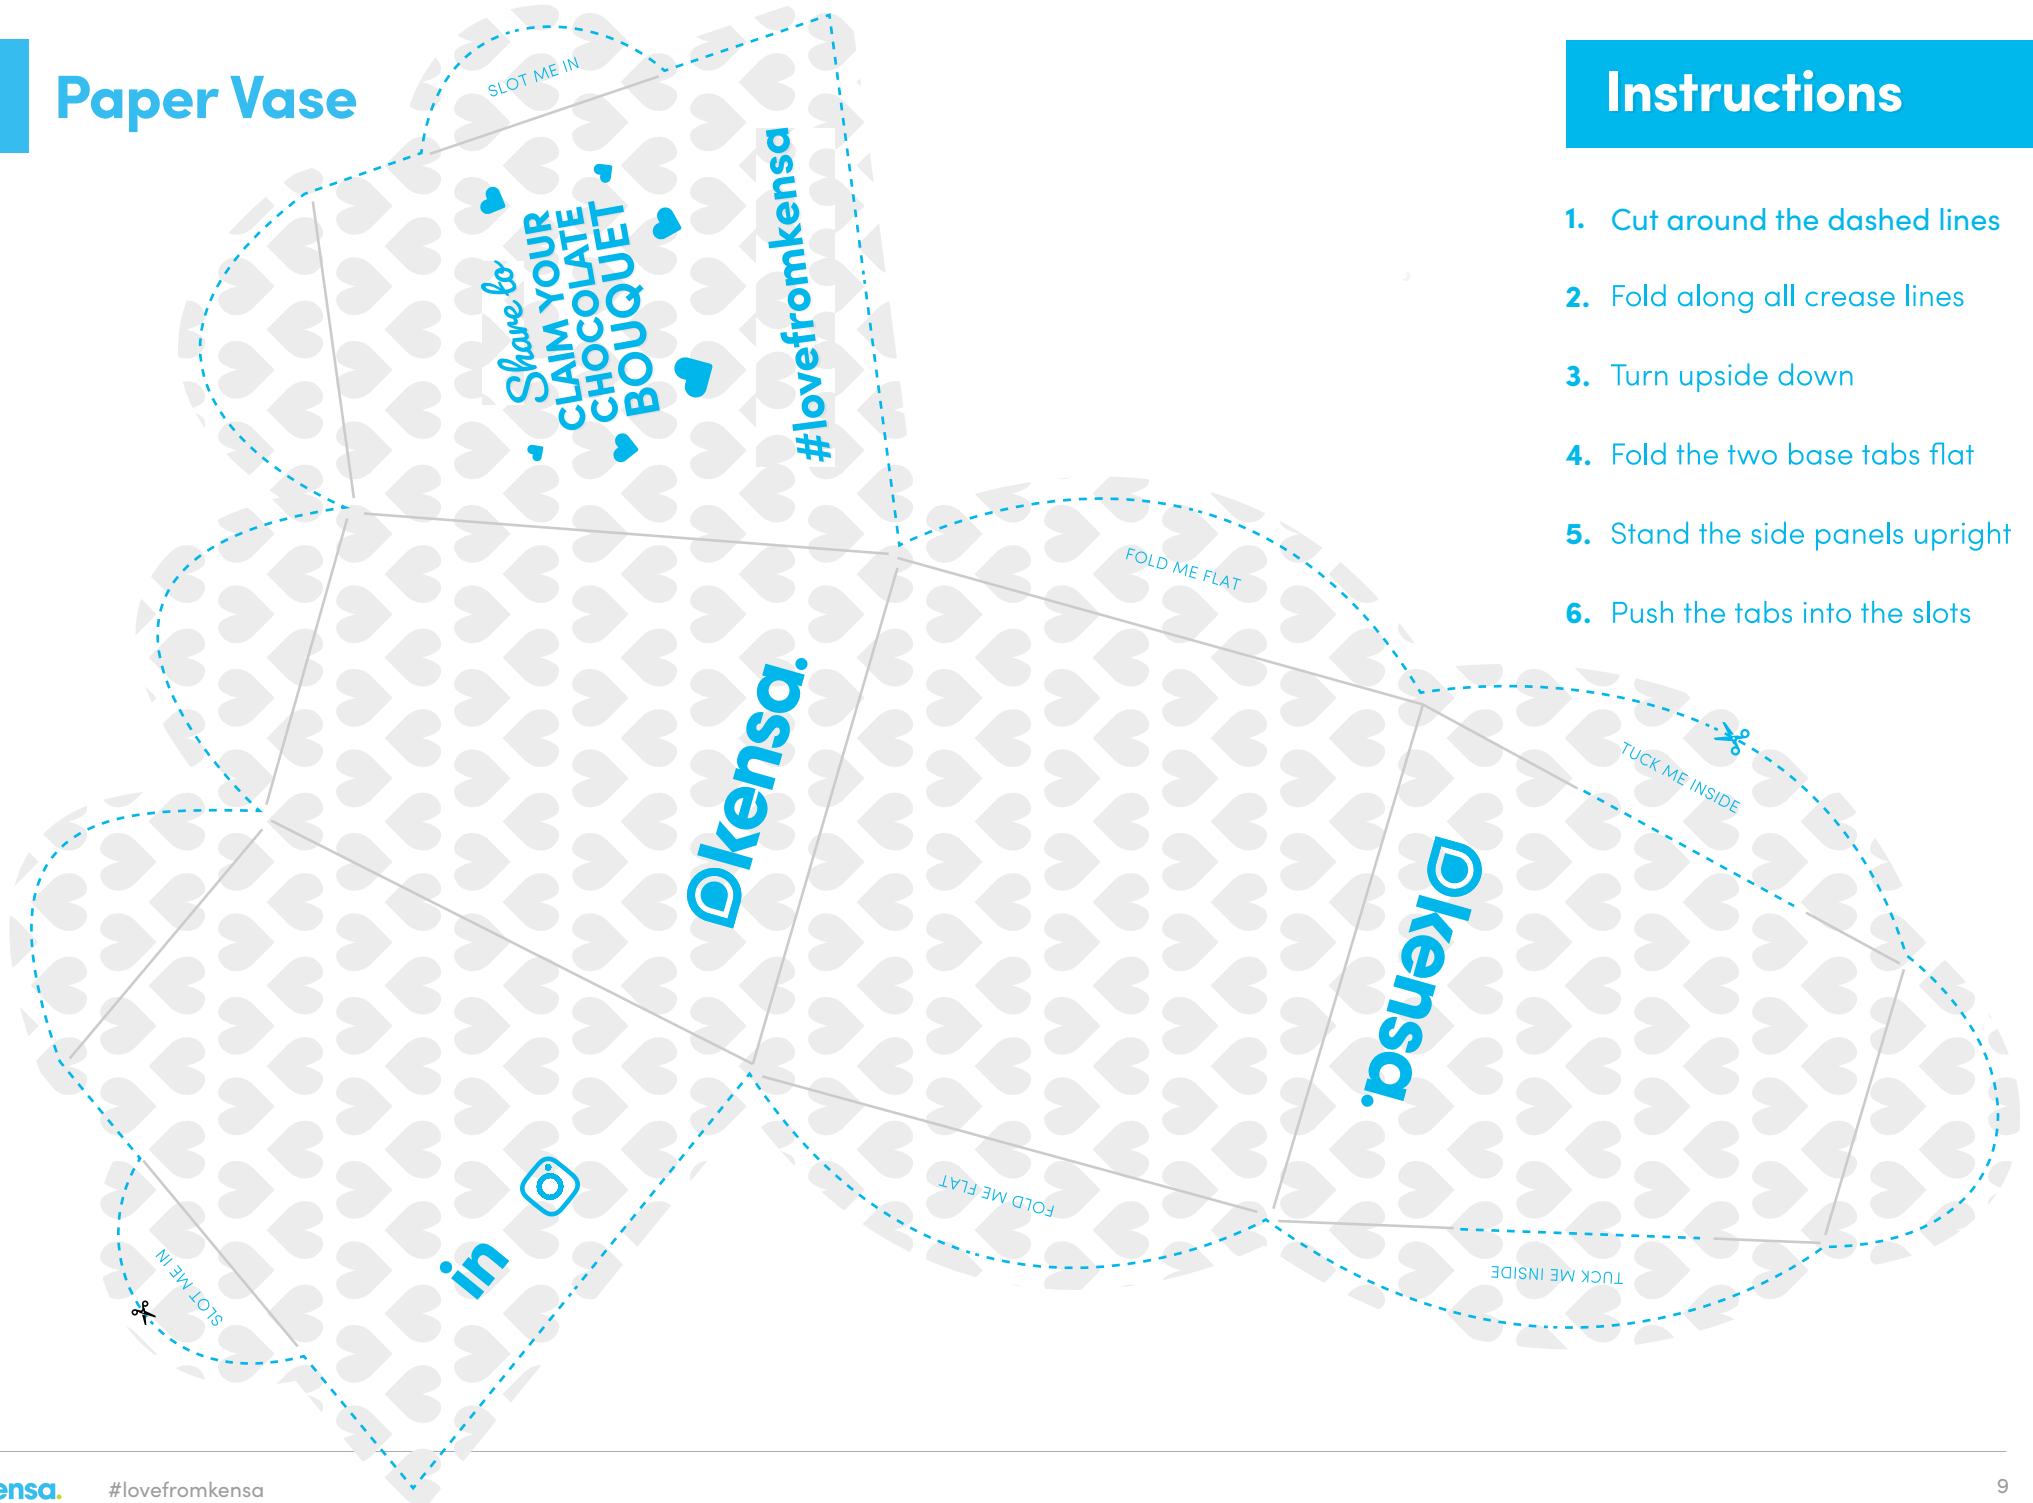 Paper Vase
Instructions
1. Cut around the dashed lines
2. Fold along all crease lines
3. Turn upside down
4. Fold the two base tabs flat
5. Stand the side panels upright
6. Push the tabs into the slots
SLOT ME IN
Share to
CLAIM YOUR
CHOCOLATE
BOUQUET
#lovefromkensa
FOLD ME FLAT
TUCK ME INSIDE
kensa.
kensa.
FOLD ME FLAT
TUCK ME INSIDE
in
SLOT ME IN
ensa.
#lovefromkensa
9